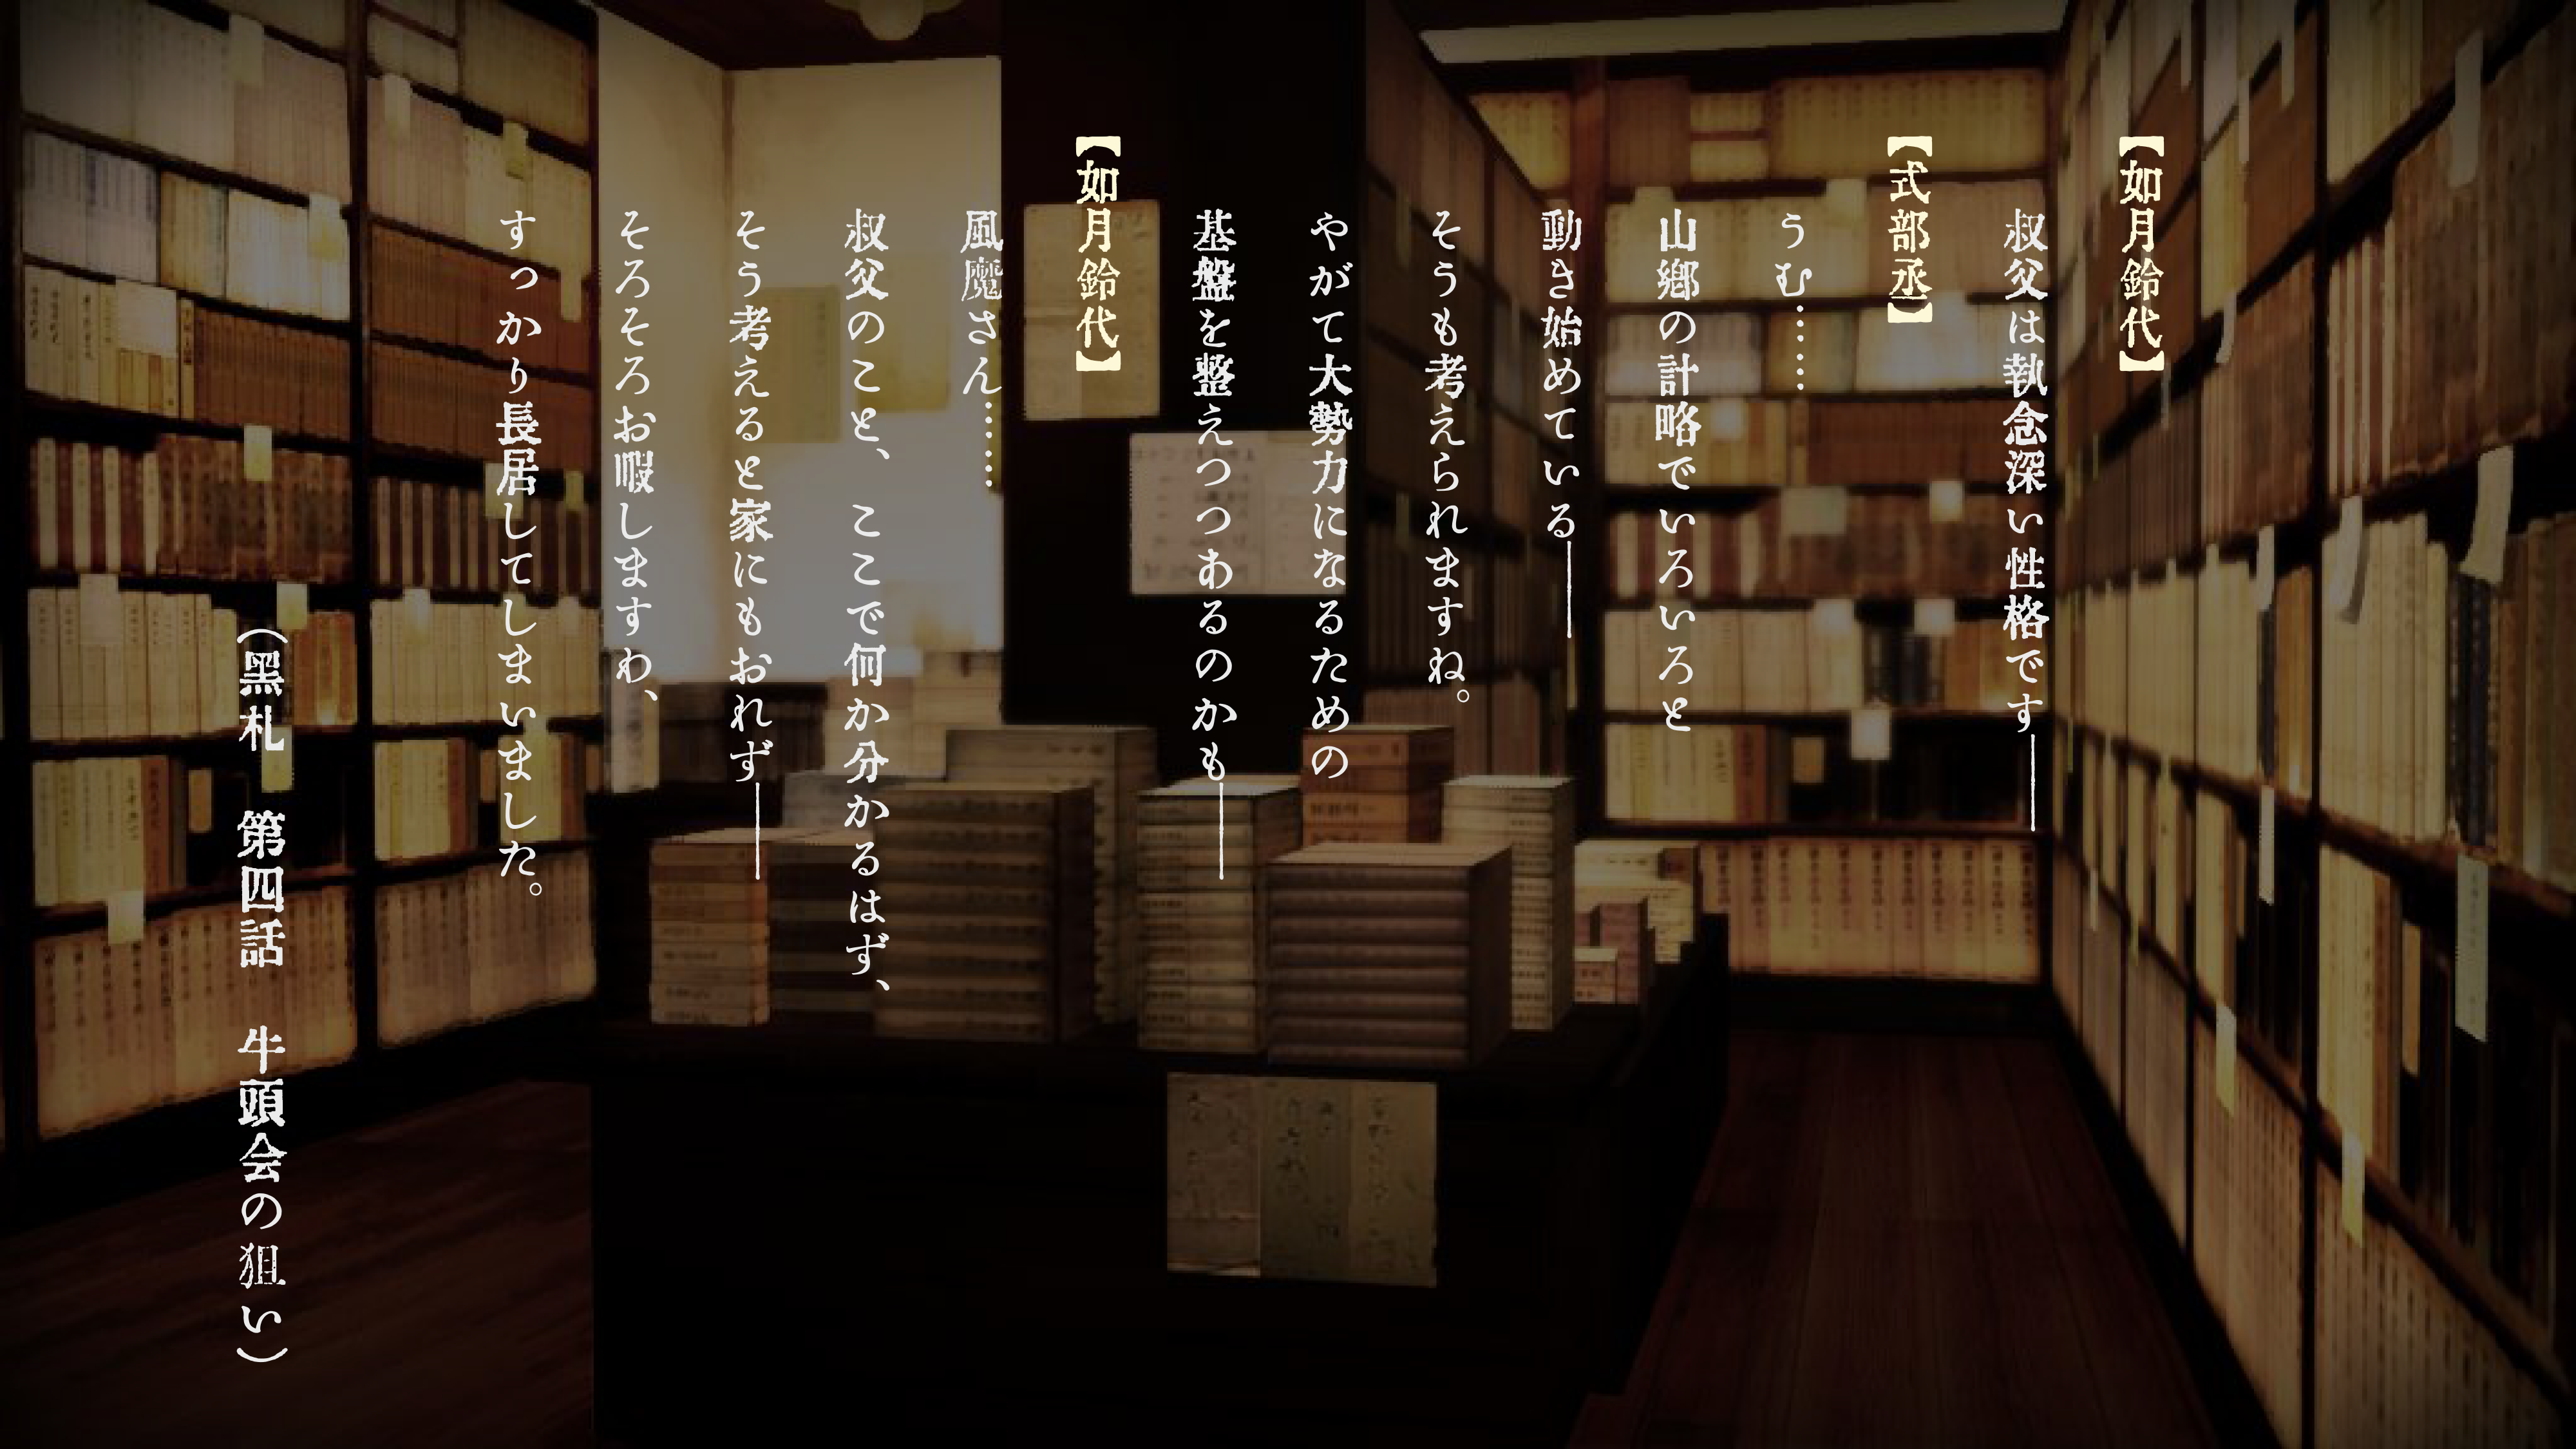 【如月鈴代】
叔父は執念深い性格です――
【式部丞】
うむ……
山郷の計略でいろいろと
動き始めている――
そうも考えられますね。
やがて大勢力になるための
基盤を整えつつあるのかも――
【如月鈴代】
風魔さん……
叔父のこと、ここで何か分かるはず、
そう考えると家にもおれず――
そろそろお暇しますわ、
すっかり長居してしまいました。
（黑札　第四話　牛頭会の狙い）